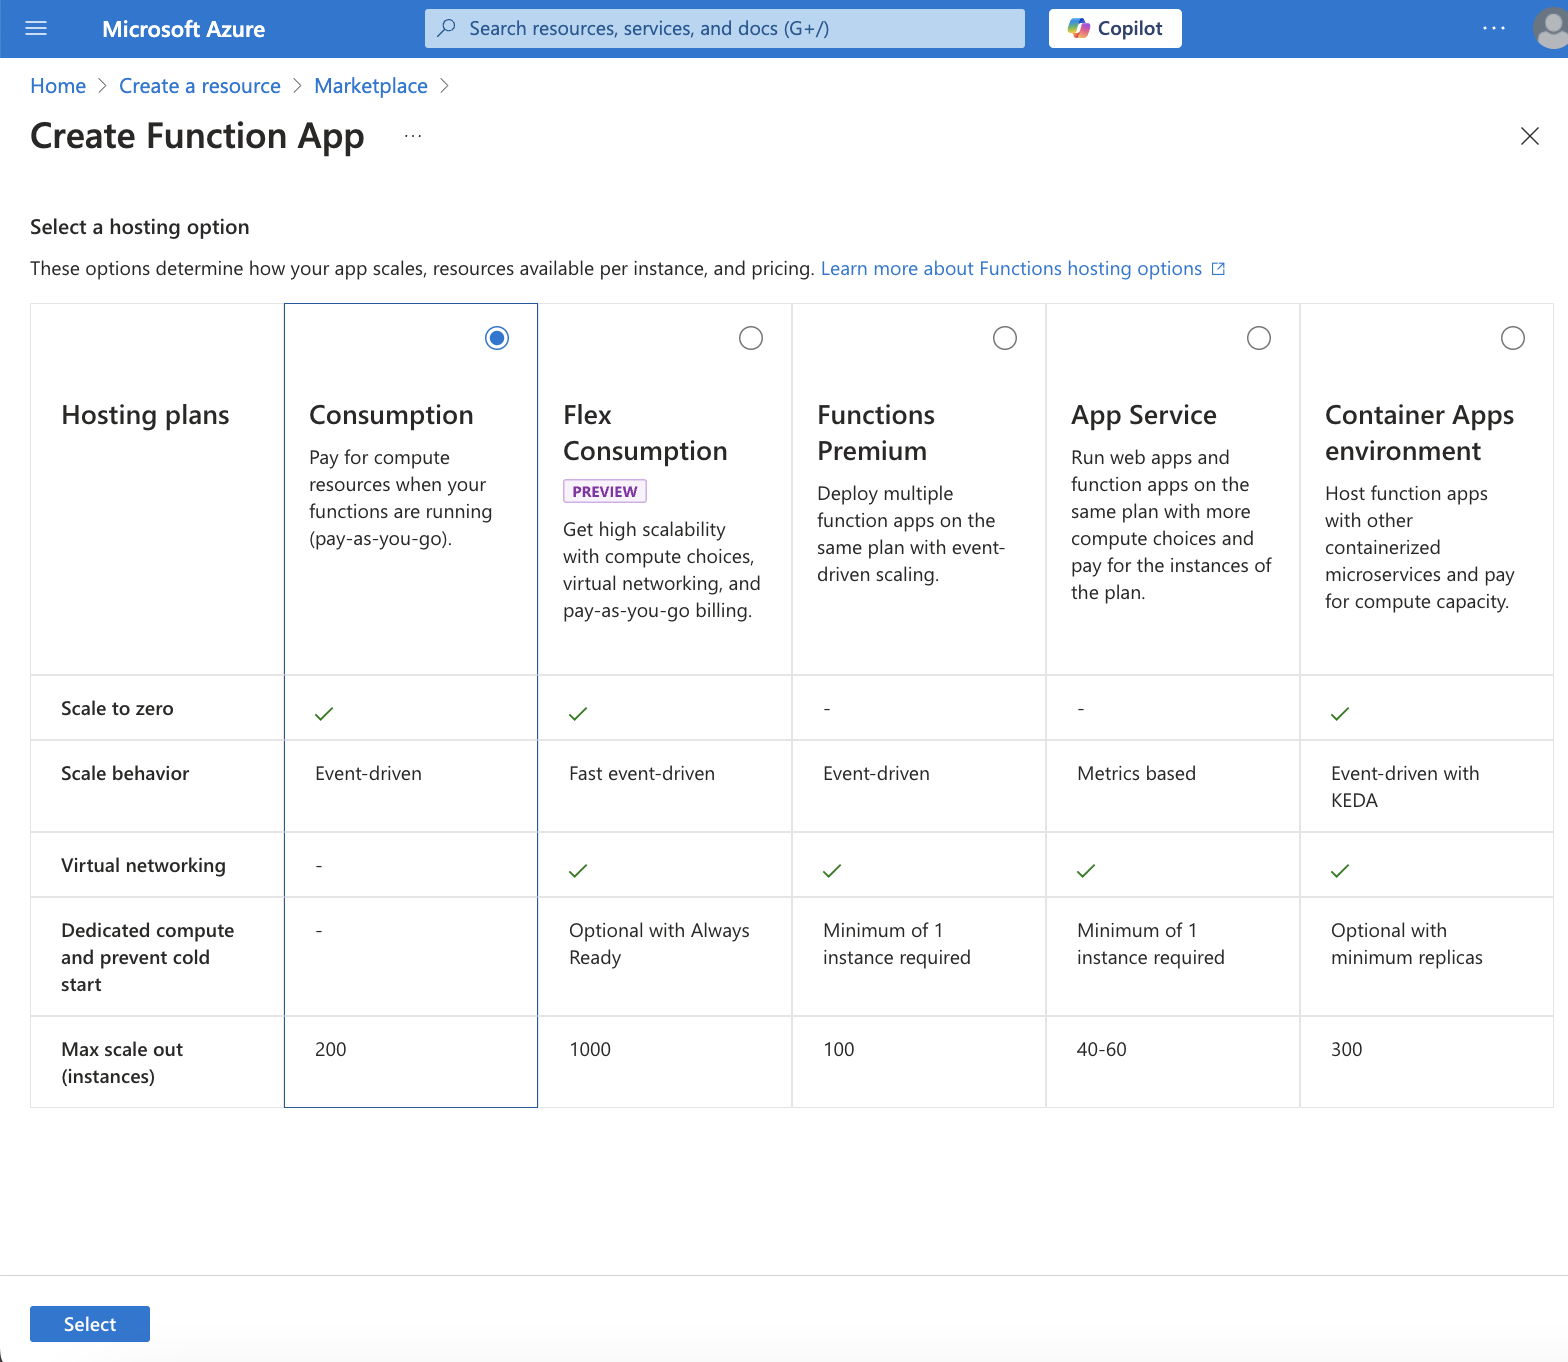 Microsoft Azure
Search resources, services, and docs (G+/)
Copilot
Home > Create a resource > Marketplace >
Create Function App ...
Select a hosting option
These options determine how your app scales, resources available per instance, and pricing. Learn more about Functions hosting options
Hosting plans
Consumption
Pay for compute
resources when your
functions are running
(pay-as-you-go).
Flex
Consumption
PREVIEW
Get high scalability
with compute choices,
virtual networking, and
pay-as-you-go billing.
Functions
Premium
Deploy multiple
function apps on the
same plan with event-
driven scaling.
App Service
Run web apps and
function apps on the
same plan with more
compute choices and
pay for the instances of
the plan.
Container Apps
environment
Host function apps
with other
containerized
microservices and pay
for compute capacity.
Scale to zero
-
-
Scale behavior
Event-driven
Fast event-driven
Event-driven
Metrics based
Event-driven with
KEDA
Virtual networking
-
Dedicated compute
and prevent cold
start
-
Optional with Always
Ready
Minimum of 1
instance required
Minimum of 1
instance required
Optional with
minimum replicas
Max scale out
(instances)
200
1000
100
40-60
300
Select